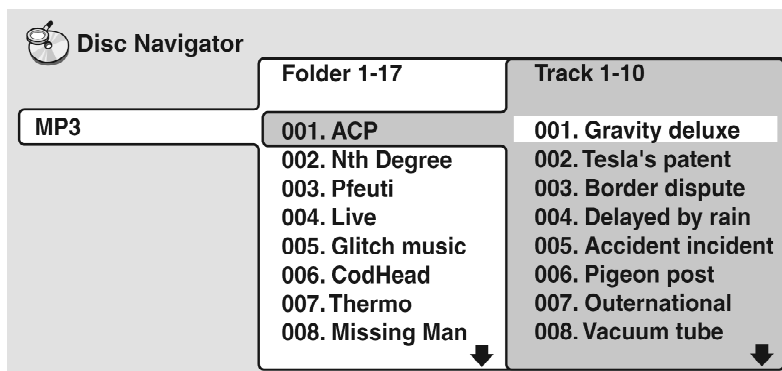 Disc Navigator
Folder 1-17
Track 1-10
MP3
001. ACP
002. Nth Degree
003. Pfeuti
004. Live
005. Glitch music
006. CodHead
007. Thermo
008. Missing Man
001. Gravity deluxe
002. Tesla's patent
003. Border dispute
004. Delayed by rain
005. Accident incident
006. Pigeon post
007. Outernational
008. Vacuum tube